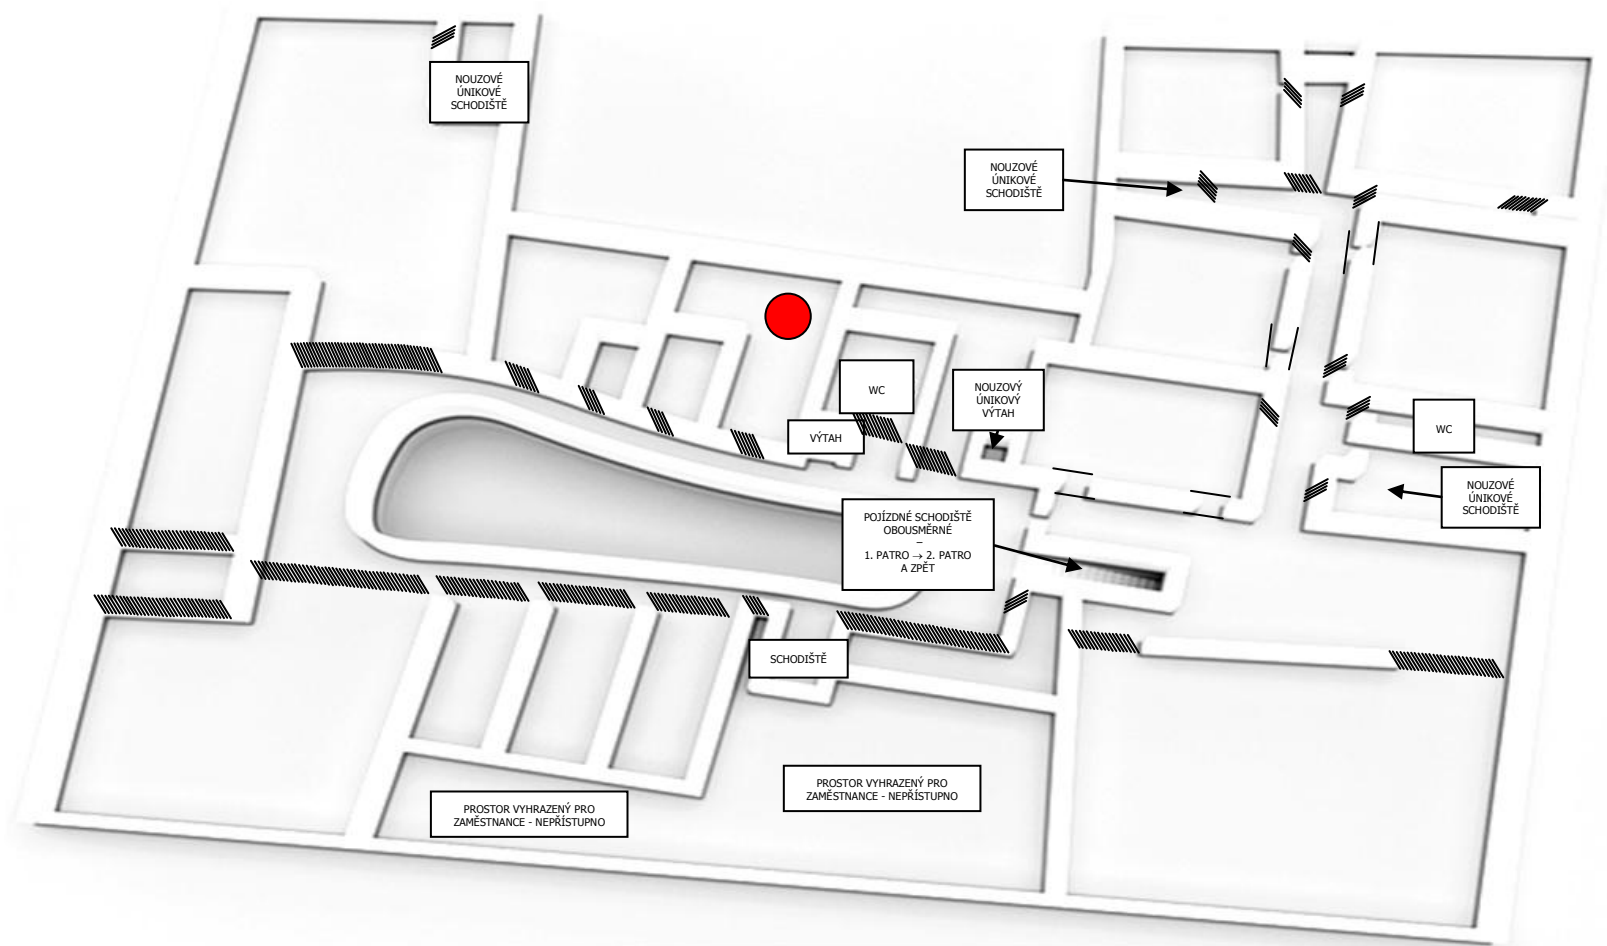 NOUZOVÉ
ÚNIKOVÉ
SCHODIŠTĚ
NOUZOVÉ
ÚNIKOVÉ
SCHODIŠTĚ
WC
NOUZOVÝ
ÚNIKOVÝ
VÝTAH
VÝTAH
WC
NOUZOVÉ
ÚNIKOVÉ
SCHODIŠTĚ
POJÍZDNÉ SCHODIŠTĚ
OBOUSMĚRNÉ
–
1. PATRO → 2. PATRO
A ZPĚT
SCHODIŠTĚ
PROSTOR VYHRAZENÝ PRO
ZAMĚSTNANCE - NEPŘÍSTUPNO
PROSTOR VYHRAZENÝ PRO
ZAMĚSTNANCE - NEPŘÍSTUPNO